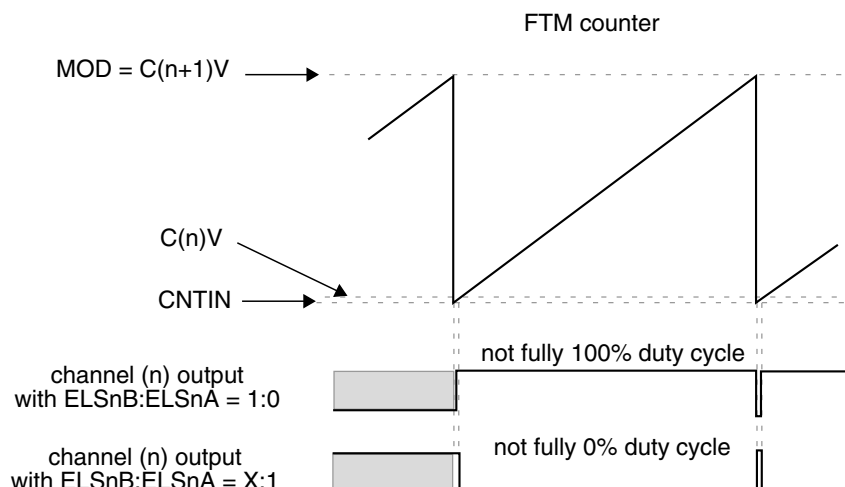 FTM counter
MOD = C(n+1)V
C(n)V
CNTIN
not fully 100% duty cycle
channel (n) output
with ELSnB:ELSnA = 1:0
not fully 0% duty cycle
channel (n) output
with ELSnB:ELSnA = X:1